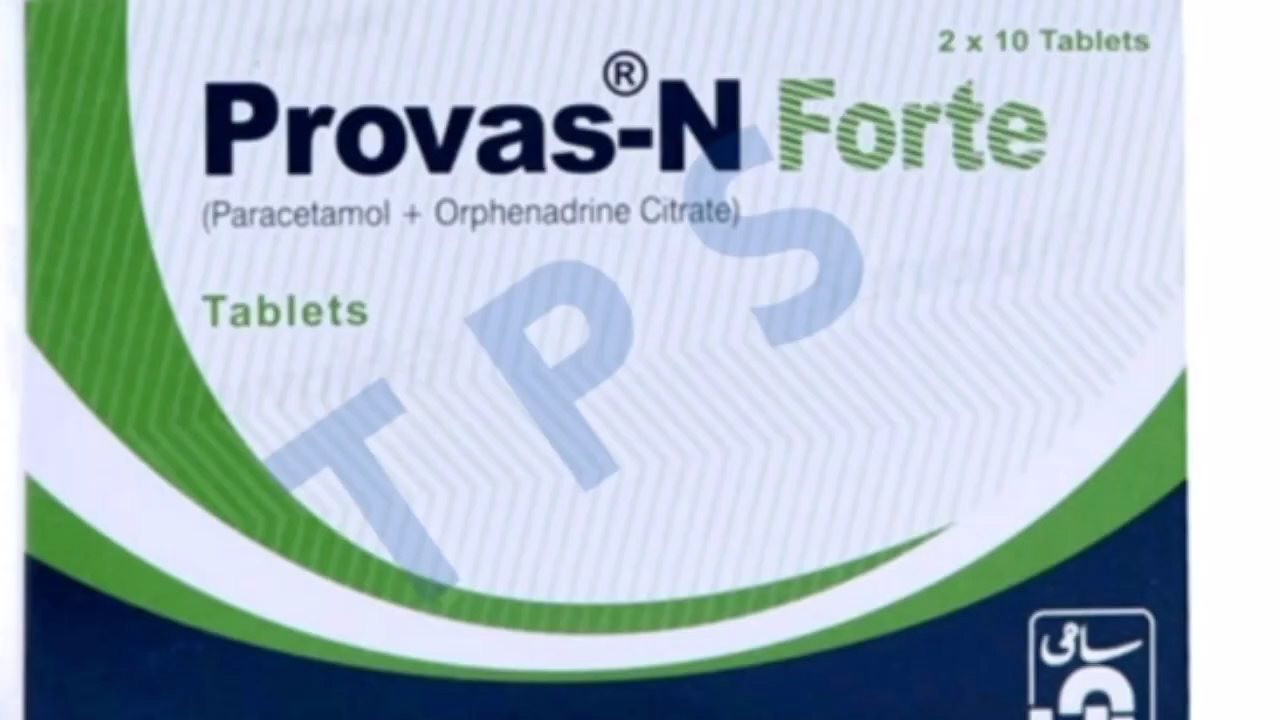 2 x 10 Tablets
Provas®-N Forte
(Paracetamol + Orphenadrine Citrate)
Tablets
TPS
سامی